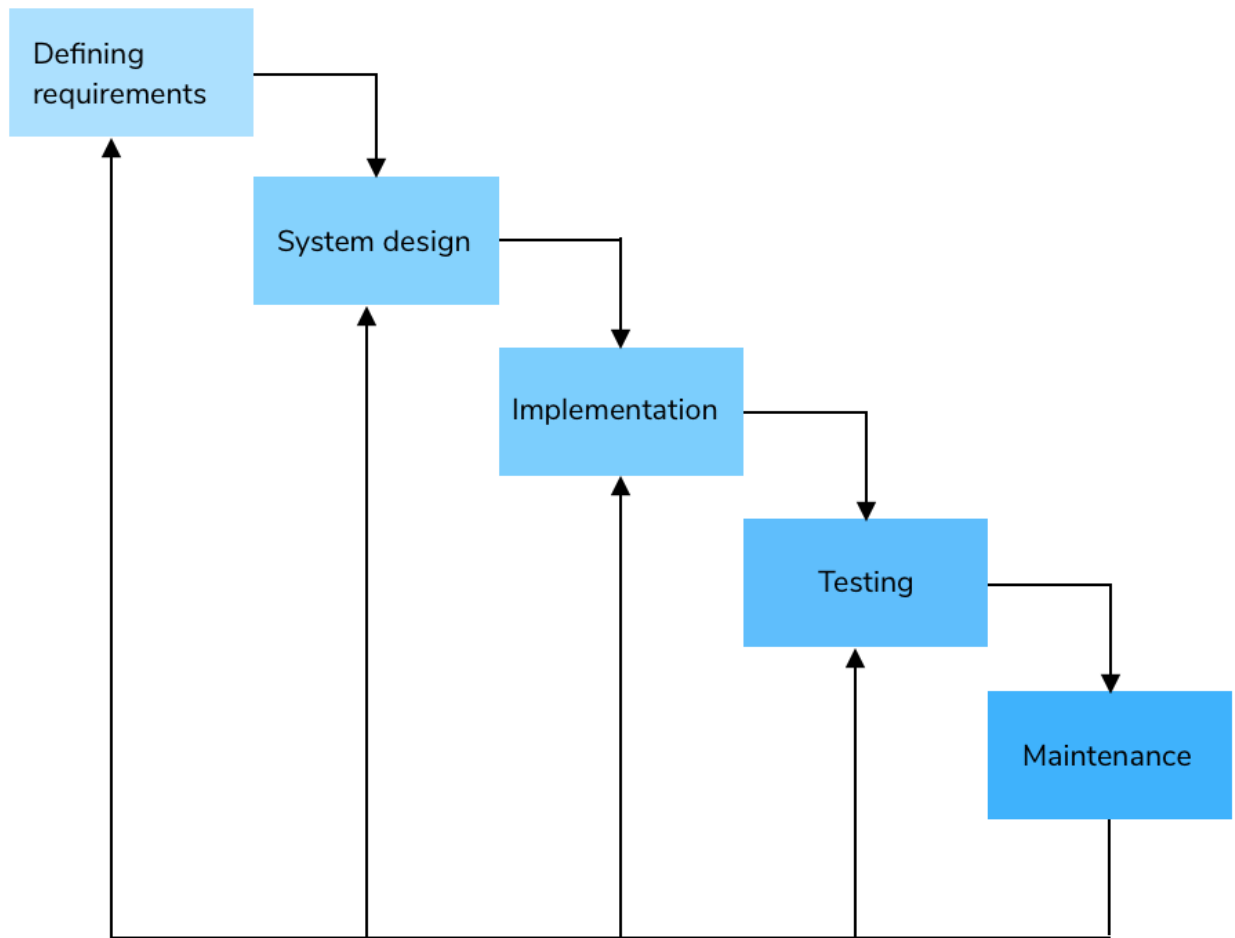 Defining
requirements
System design
Implementation
Testing
Maintenance